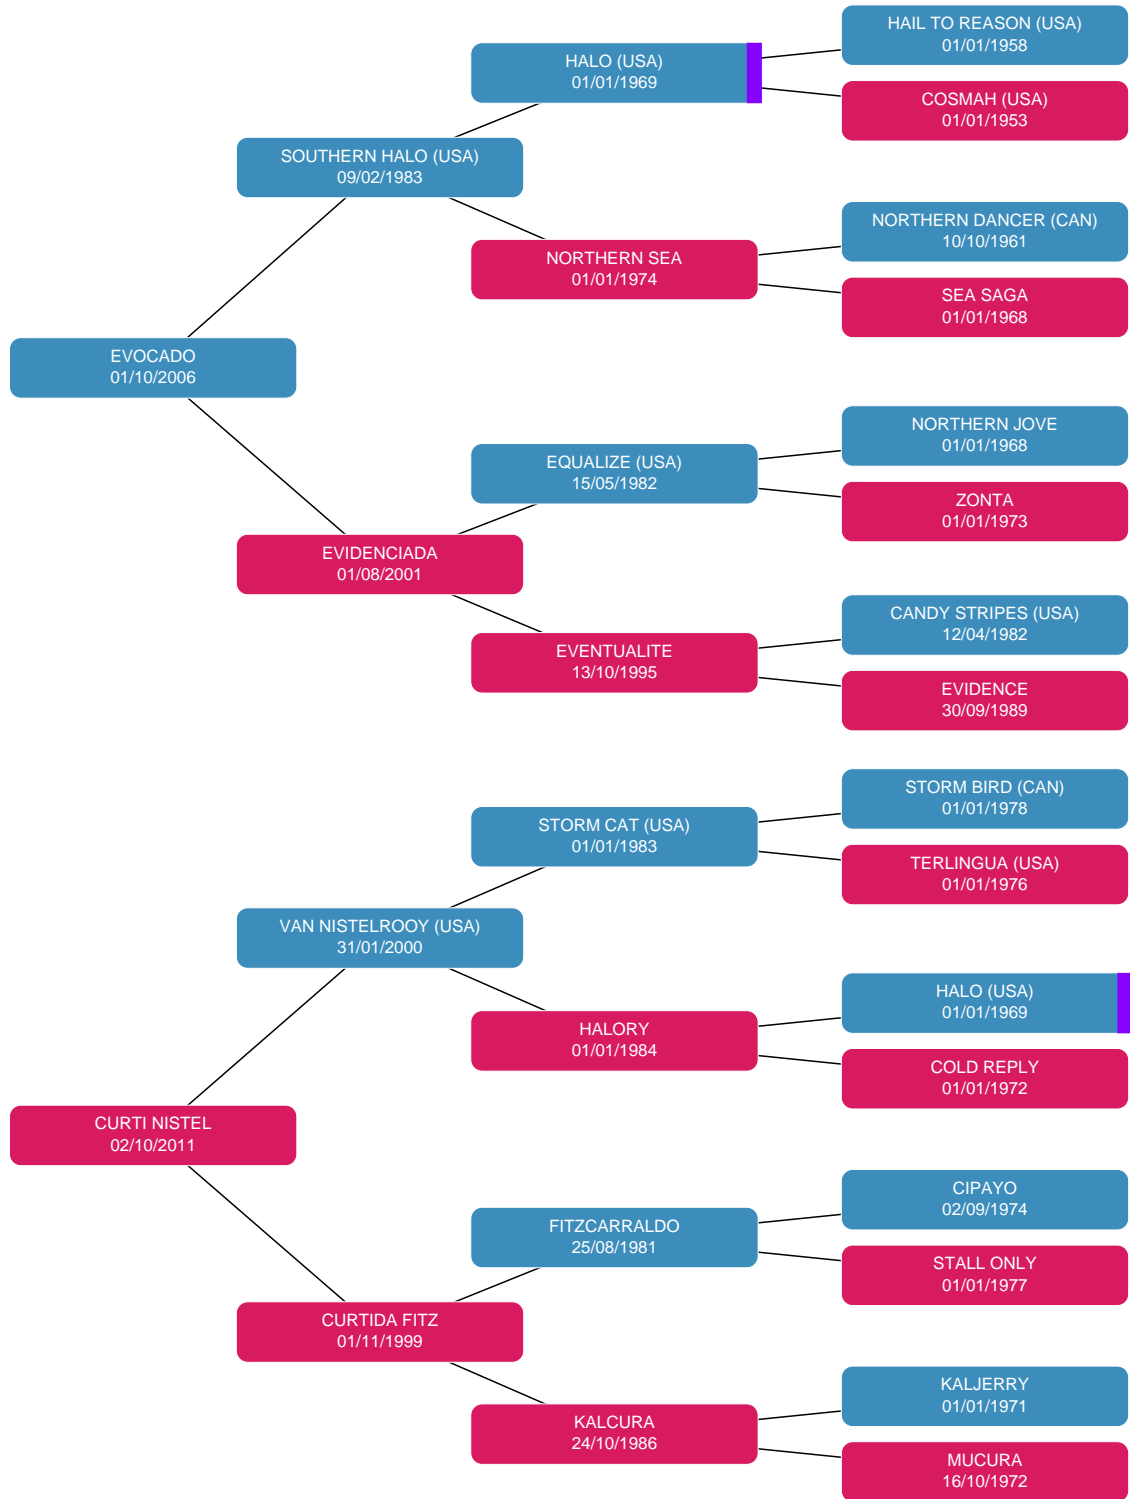 HAIL TO REASON (USA)
01/01/1958
HALO (USA)
01/01/1969
COSMAH (USA)
01/01/1953
SOUTHERN HALO (USA)
09/02/1983
NORTHERN DANCER (CAN)
10/10/1961
NORTHERN SEA
01/01/1974
SEA SAGA
01/01/1968
EVOCADO
01/10/2006
NORTHERN JOVE
01/01/1968
EQUALIZE (USA)
15/05/1982
ZONTA
01/01/1973
EVIDENCIADA
01/08/2001
CANDY STRIPES (USA)
12/04/1982
EVENTUALITE
13/10/1995
EVIDENCE
30/09/1989
STORM BIRD (CAN)
01/01/1978
STORM CAT (USA)
01/01/1983
TERLINGUA (USA)
01/01/1976
VAN NISTELROOY (USA)
31/01/2000
HALO (USA)
01/01/1969
HALORY
01/01/1984
COLD REPLY
01/01/1972
CURTI NISTEL
02/10/2011
CIPAYO
02/09/1974
FITZCARRALDO
25/08/1981
STALL ONLY
01/01/1977
CURTIDA FITZ
01/11/1999
KALJERRY
01/01/1971
KALCURA
24/10/1986
MUCURA
16/10/1972